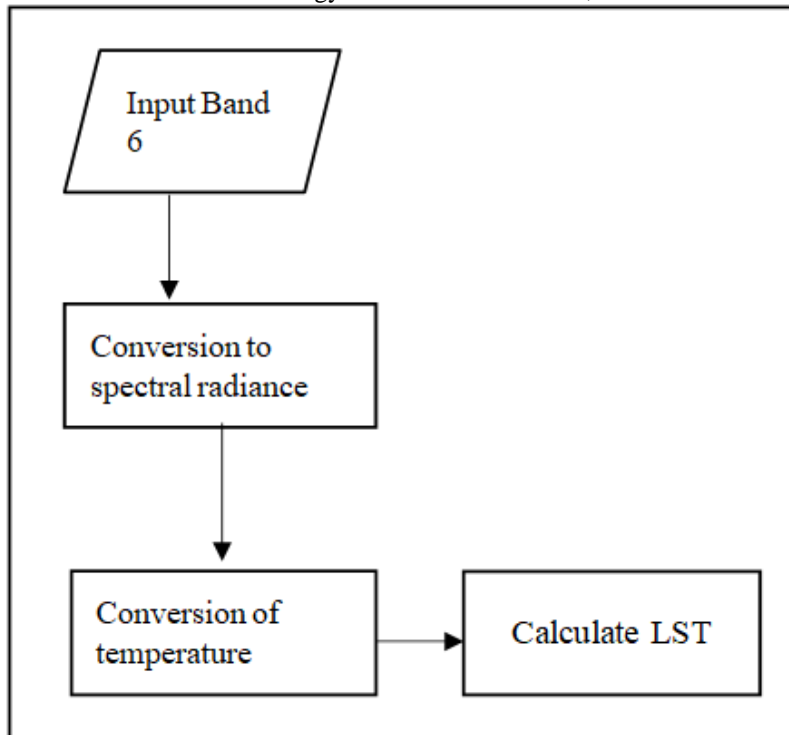 Input Band
6
Conversion to
spectral radiance
Conversion of
temperature
Calculate LST